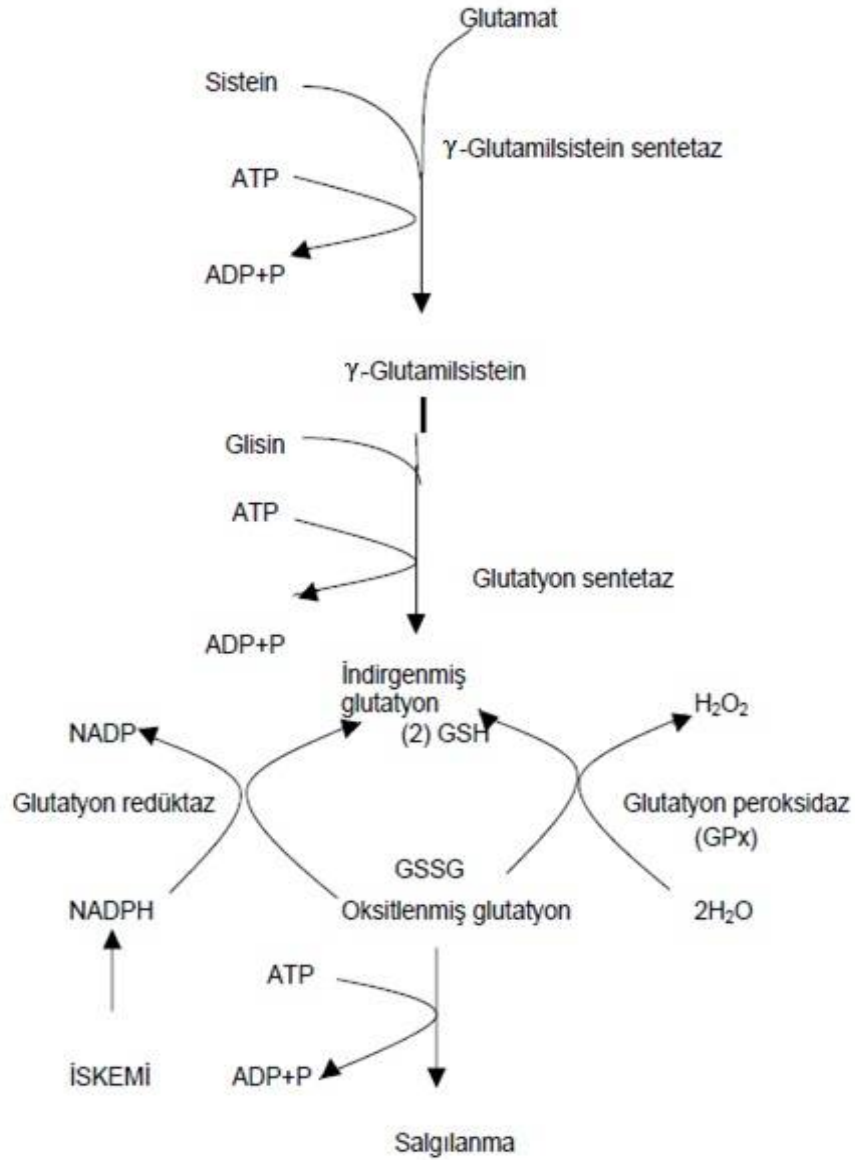 Glutamat
Sistein
γ-Glutamilsistein sentetaz
ATP
ADP+P
γ-Glutamilsistein
Glisin
ATP
Glutatyon sentetaz
ADP+P
İndirgenmiş
glutatyon
(2) GSH
H₂O₂
NADP
Glutatyon redüktaz
Glutatyon peroksidaz
(GPx)
GSSG
NADPH
Oksitlenmiş glutatyon
2H₂O
ATP
İSKEMİ
ADP+P
Salgılanma